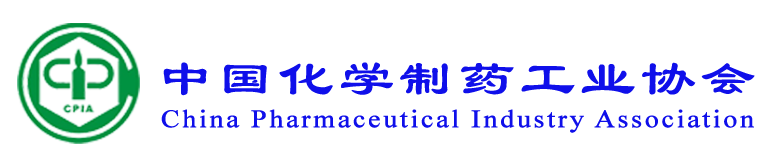 CPIA
中国化学制药工业协会
China Pharmaceutical Industry Association